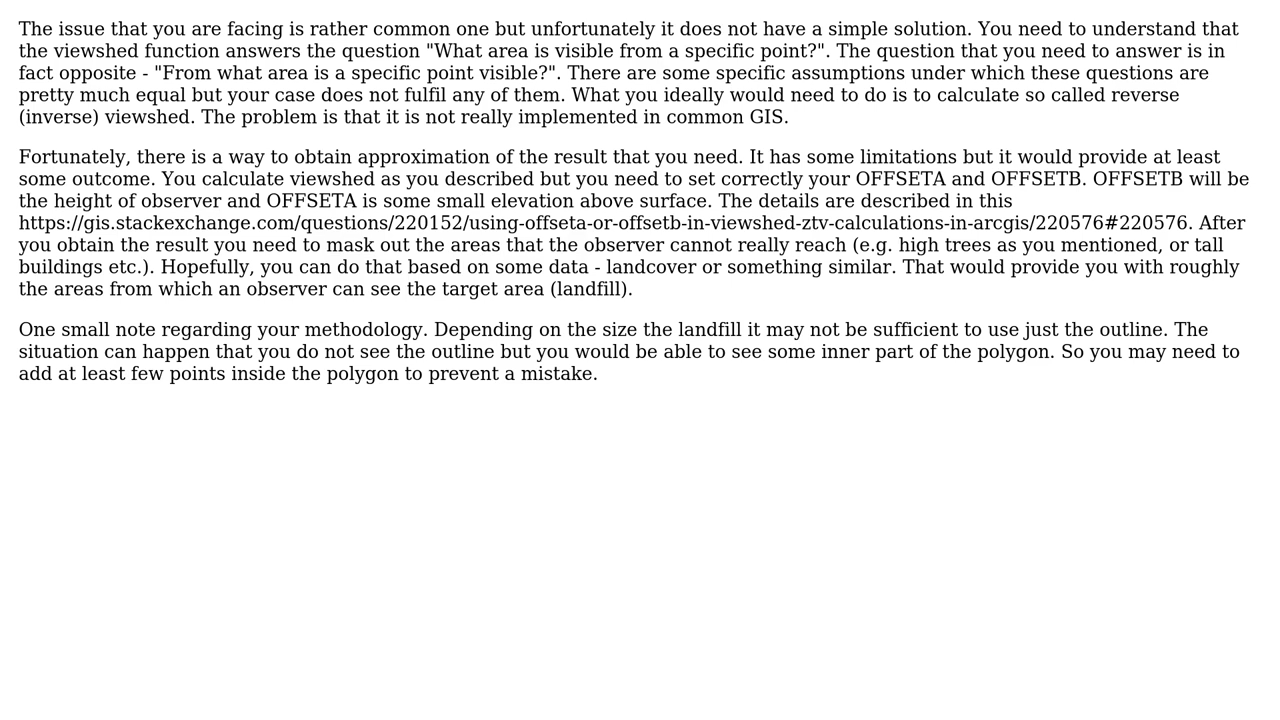 The issue that you are facing is rather common one but unfortunately it does not have a simple solution. You need to understand that
the viewshed function answers the question "What area is visible from a specific point?". The question that you need to answer is in
fact opposite - "From what area is a specific point visible?". There are some specific assumptions under which these questions are
pretty much equal but your case does not fulfil any of them. What you ideally would need to do is to calculate so called reverse
(inverse) viewshed. The problem is that it is not really implemented in common GIS.
Fortunately, there is a way to obtain approximation of the result that you need. It has some limitations but it would provide at least
some outcome. You calculate viewshed as you described but you need to set correctly your OFFSETA and OFFSETB. OFFSETB will be
the height of observer and OFFSETA is some small elevation above surface. The details are described in this
https://gis.stackexchange.com/questions/220152/using-offseta-or-offsetb-in-viewshed-ztv-calculations-in-arcgis/220576#220576. After
you obtain the result you need to mask out the areas that the observer cannot really reach (e.g. high trees as you mentioned, or tall
buildings etc.). Hopefully, you can do that based on some data - landcover or something similar. That would provide you with roughly
the areas from which an observer can see the target area (landfill).
One small note regarding your methodology. Depending on the size the landfill it may not be sufficient to use just the outline. The
situation can happen that you do not see the outline but you would be able to see some inner part of the polygon. So you may need to
add at least few points inside the polygon to prevent a mistake.